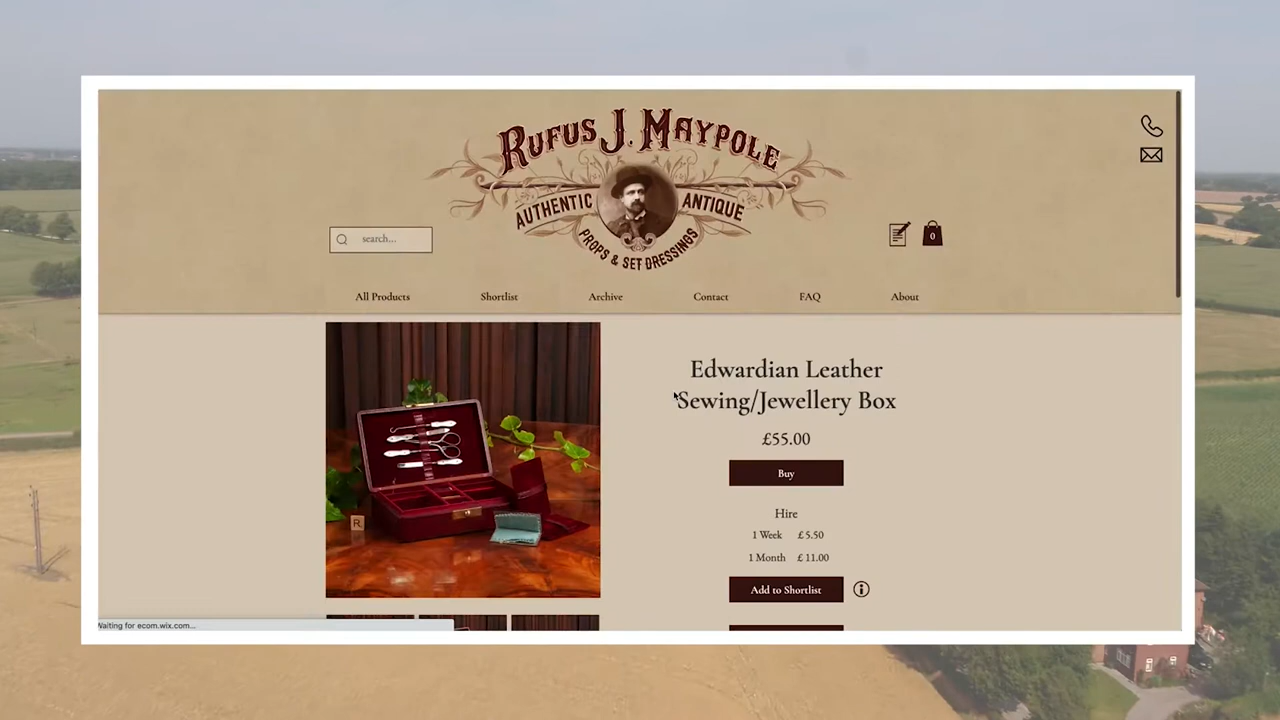 RUFUS J. MAYPOLE
AUTHENTIC ANTIQUE
PROPS & SET DRESSINGS
search...
0
All Products Shortlist Archive Contact FAQ About
Edwardian Leather
Sewing/Jewellery Box
£55.00
Buy
Hire
1 Week £5.50
1 Month £11.00
Add to Shortlist
R.
Waiting for ecom.wix.com...